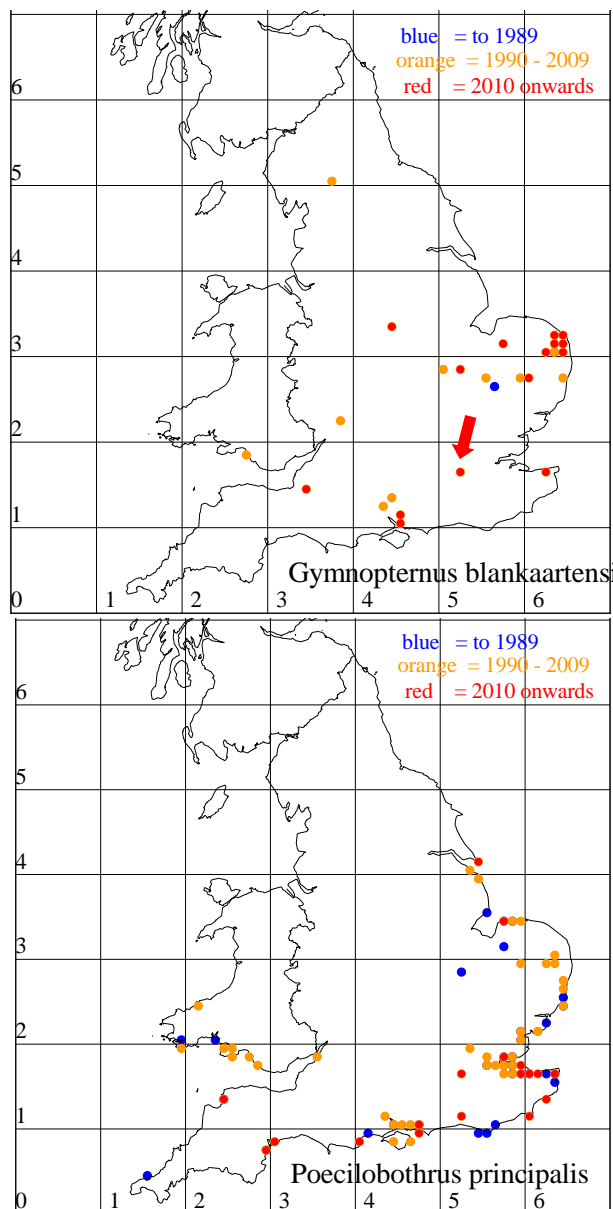 blue = to 1989
orange = 1990 - 2009
red = 2010 onwards
6
5
4
3
2
1
Gymnopternus blankaartensi
0 1 2 3 4 5 6
blue = to 1989
orange = 1990 - 2009
red = 2010 onwards
6
5
4
3
2
1
Poecilobothrus principalis
0 1 2 3 4 5 6